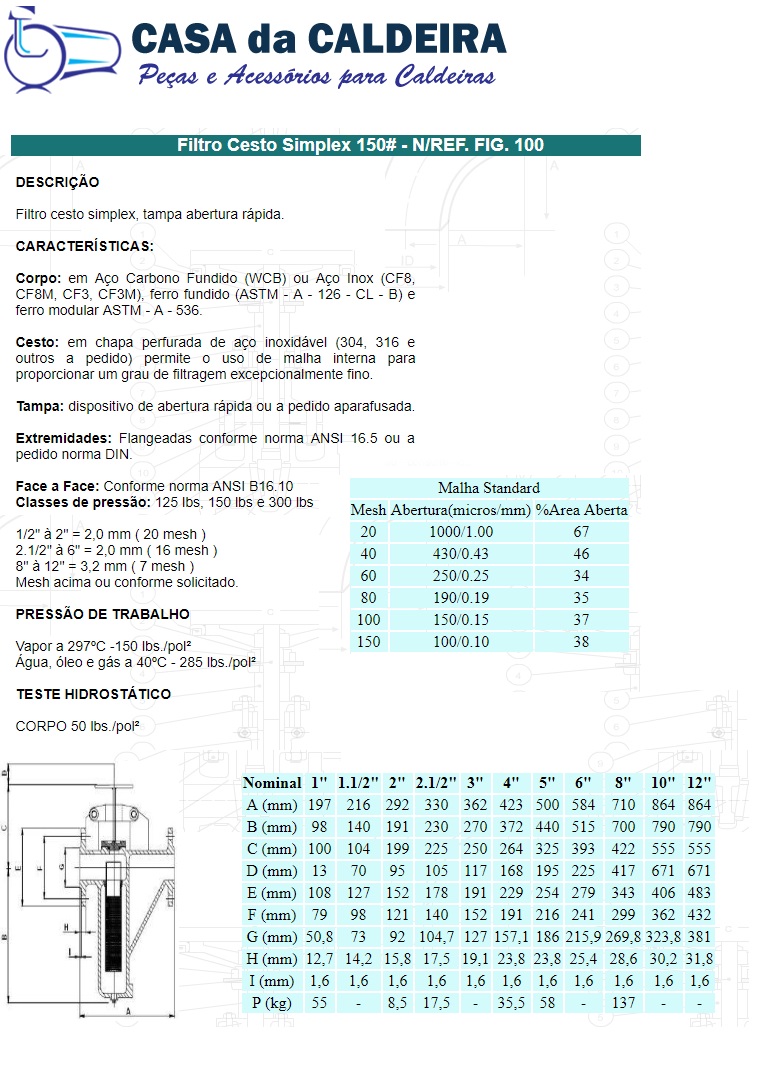 CASA da CALDEIRA
Peças e Acessórios para Caldeiras
Filtro Cesto Simplex 150# - N/REF. FIG. 100
DESCRIÇÃO
Filtro cesto simplex, tampa abertura rápida.
CARACTERÍSTICAS:
Corpo: em Aço Carbono Fundido (WCB) ou Aço Inox (CF8,
CF8M, CF3, CF3M), ferro fundido (ASTM - A - 126 - CL - B) e
ferro modular ASTM - A - 536.
Cesto: em chapa perfurada de aço inoxidável (304, 316 e
outros a pedido) permite o uso de malha interna para
proporcionar um grau de filtragem excepcionalmente fino.
Tampa: dispositivo de abertura rápida ou a pedido aparafusada.
Extremidades: Flangeadas conforme norma ANSI 16.5 ou a
pedido norma DIN.
Face a Face: Conforme norma ANSI B16.10
Classes de pressão: 125 lbs, 150 lbs e 300 lbs
1/2" à 2" = 2,0 mm ( 20 mesh )
2.1/2" à 6" = 2,0 mm ( 16 mesh )
8" à 12" = 3,2 mm ( 7 mesh )
Mesh acima ou conforme solicitado.
PRESSÃO DE TRABALHO
Vapor a 297ºC -150 lbs./pol²
Água, óleo e gás a 40ºC - 285 lbs./pol²
TESTE HIDROSTÁTICO
CORPO 50 lbs./pol²
Malha Standard
Mesh Abertura(micros/mm) %Area Aberta
20 1000/1.00 67
40 430/0.43 46
60 250/0.25 34
80 190/0.19 35
100 150/0.15 37
150 100/0.10 38
Nominal 1" 1.1/2" 2" 2.1/2" 3" 4" 5" 6" 8" 10" 12"
A (mm) 197 216 292 330 362 423 500 584 710 864 864
B (mm) 98 140 191 230 270 372 440 515 700 790 790
C (mm) 100 104 199 225 250 264 325 393 422 555 555
D (mm) 13 70 95 105 117 168 195 225 417 671 671
E (mm) 108 127 152 178 191 229 254 279 343 406 483
F (mm) 79 98 121 140 152 191 216 241 299 362 432
G (mm) 50,8 73 92 104,7 127 157,1 186 215,9 269,8 323,8 381
H (mm) 12,7 14,2 15,8 17,5 19,1 23,8 23,8 25,4 28,6 30,2 31,8
I (mm) 1,6 1,6 1,6 1,6 1,6 1,6 1,6 1,6 1,6 1,6 1,6
P (kg) 55 - 8,5 17,5 - 35,5 58 - 137 - -
D
C
E
F
G
H
I
B
A